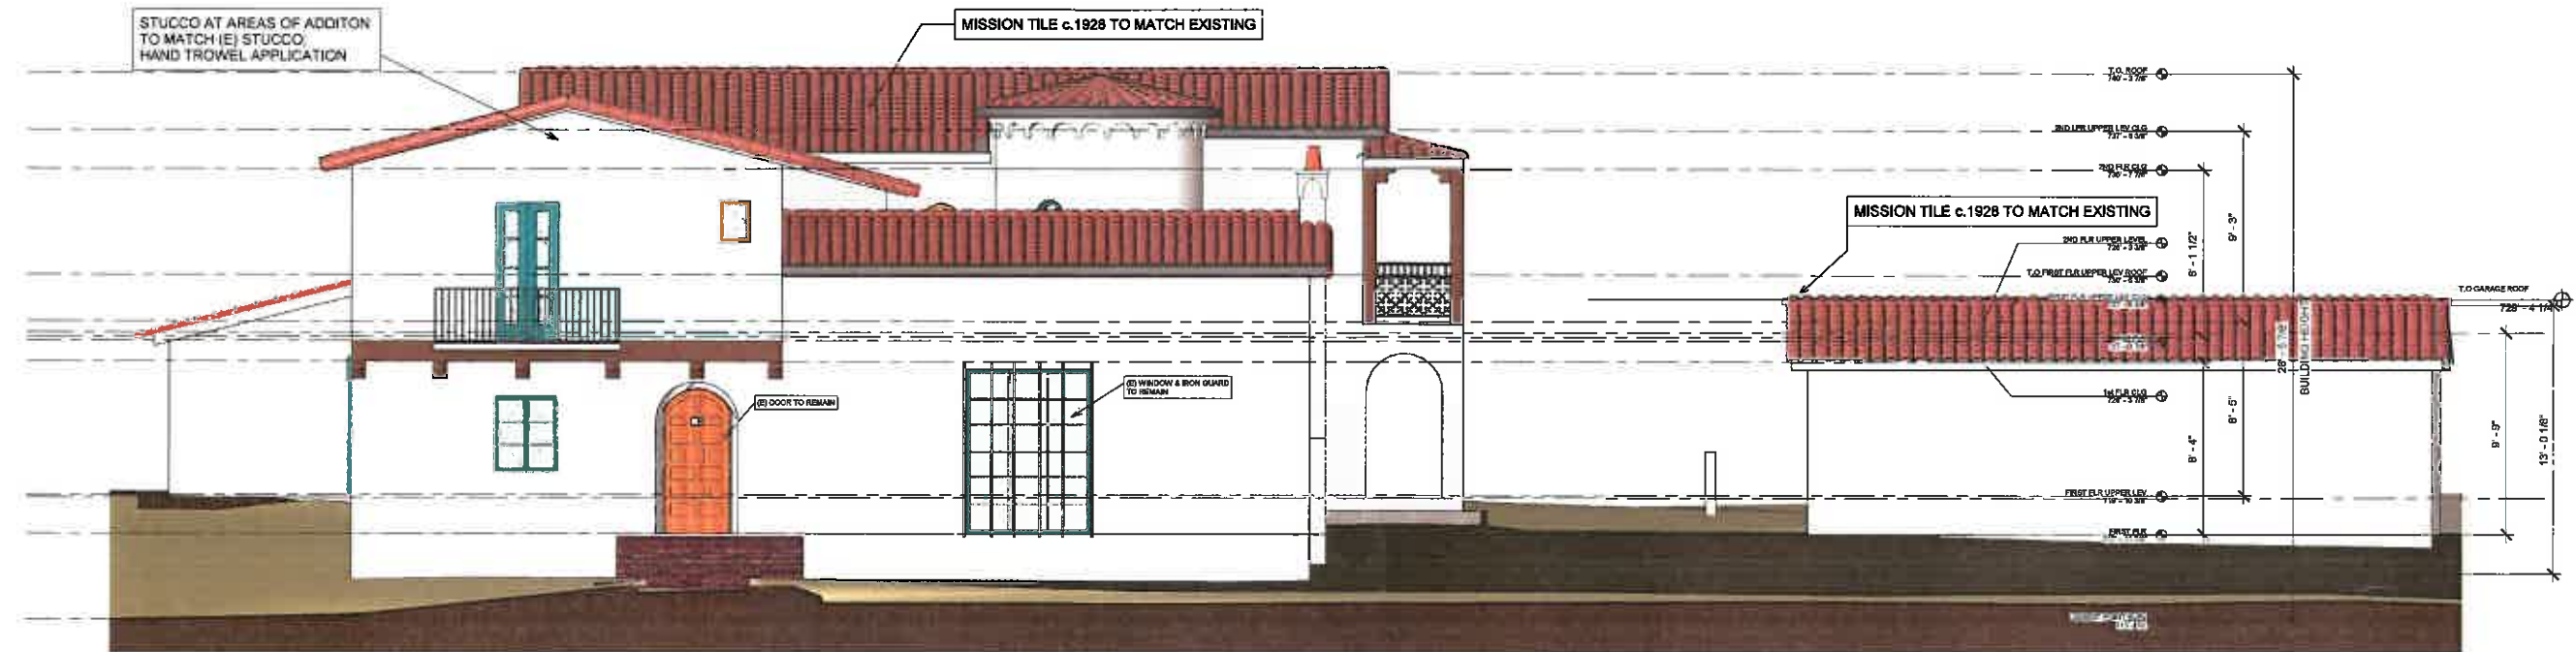 STUCCO AT AREAS OF ADDITON
TO MATCH (E) STUCCO,
HAND TROWEL APPLICATION
MISSION TILE c.1928 TO MATCH EXISTING
T.O. ROOF
2ND FLR UPPER LEV CLG
2ND FLR CLG
MISSION TILE c.1928 TO MATCH EXISTING
2ND FLR UPPER LEVEL
T.O FIRST FLR UPPER LEV ROOF
T.O GARAGE ROOF
728' - 4 1/4"
(E) DOOR TO REMAIN
(E) WINDOW & IRON GUARD
TO REMAIN
1st FLR CLG
FIRST FLR UPPER LEV
FIRST FLR
8' - 1 1/2"
9' - 3"
8' - 4"
8' - 5"
BUILDING HEIGHT
9' - 9"
13' - 0 1/8"